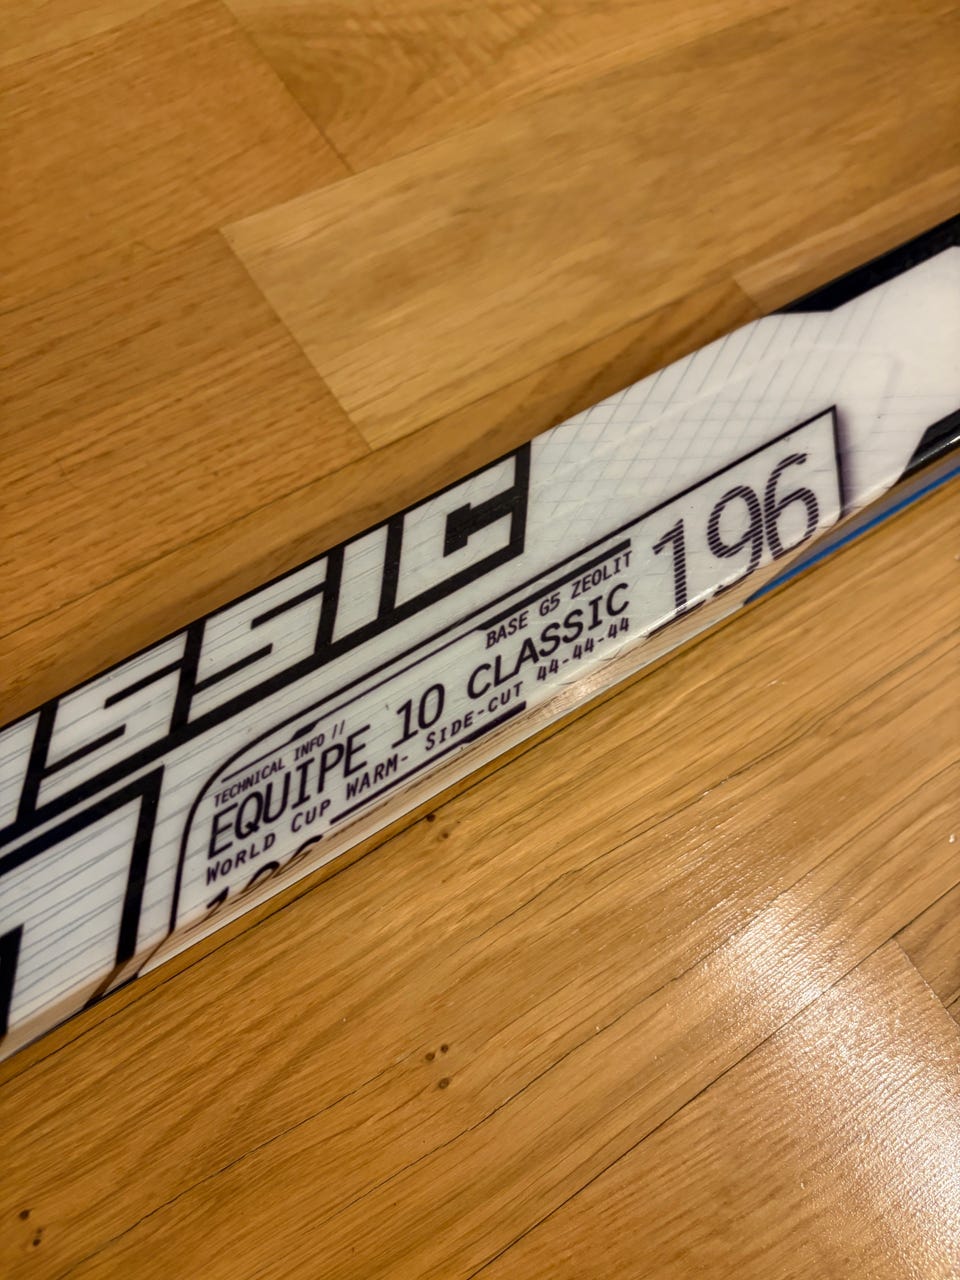 SSIC
TECHNICAL INFO //
BASE G5 ZEOLIT
EQUIPE 10 CLASSIC
WORLD CUP WARM- SIDE-CUT 44-44-44
196